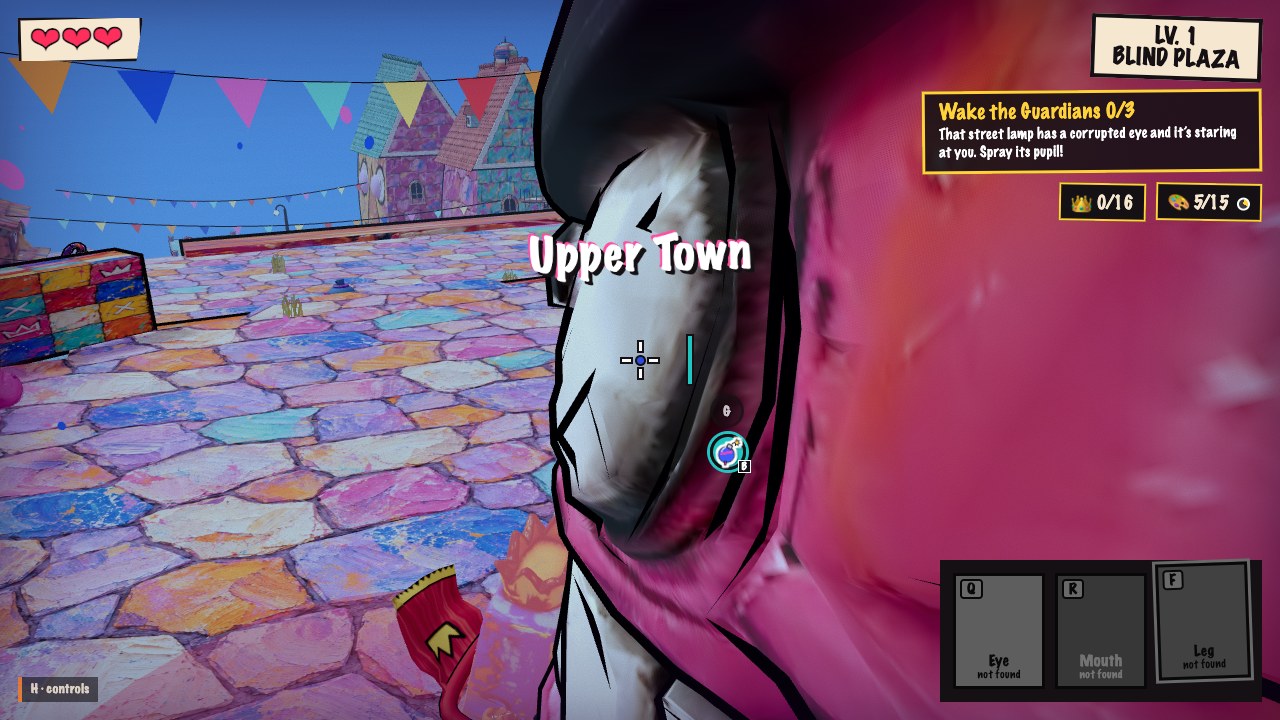 LV. 1
BLIND PLAZA
Wake the Guardians 0/3
That street lamp has a corrupted eye and it's staring
at you. Spray its pupil!
0/16
5/15
Upper Town
G
B
Q
R
F
Eye
not found
Mouth
not found
Leg
not found
H · controls